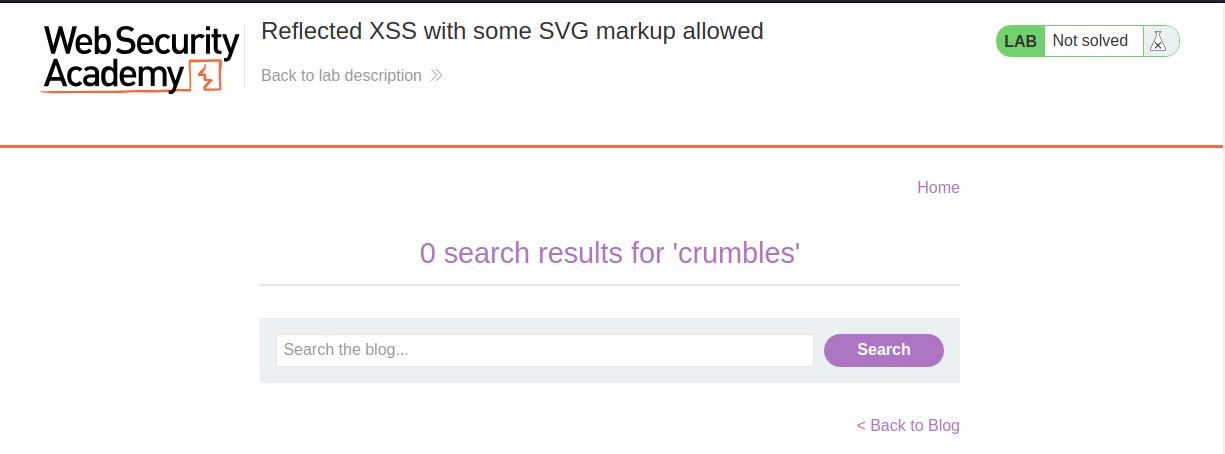 Web Security
Academy
Reflected XSS with some SVG markup allowed
Back to lab description
LAB Not solved
Home
0 search results for 'crumbles'
Search the blog...
Search
< Back to Blog